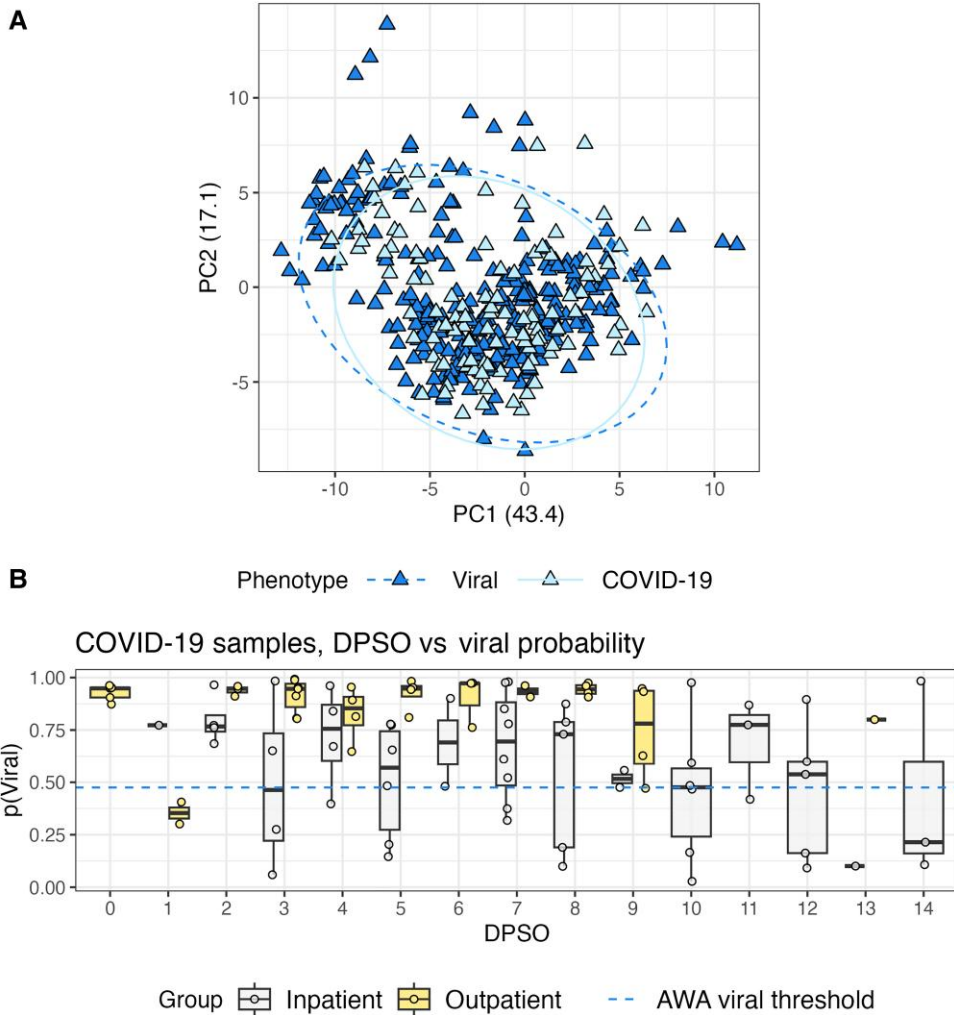 A
PC2 (17.1)
10
5
0
-5
-10 -5 0 5 10
PC1 (43.4)
Phenotype Viral COVID-19
B
COVID-19 samples, DPSO vs viral probability
p(Viral)
1.00
0.75
0.50
0.25
0.00
0 1 2 3 4 5 6 7 8 9 10 11 12 13 14
DPSO
Group Inpatient Outpatient AWA viral threshold